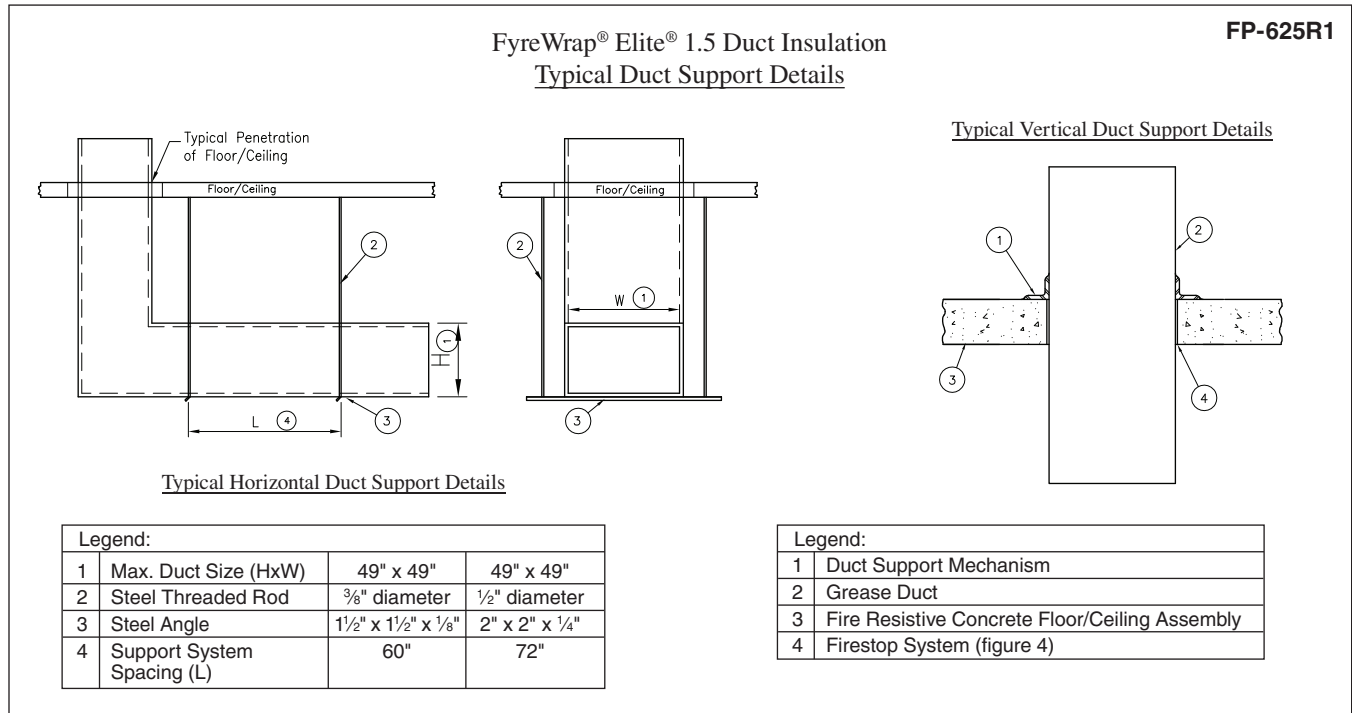 FP-625R1
FyreWrap® Elite® 1.5 Duct Insulation
Typical Duct Support Details
Typical Penetration
of Floor/Ceiling
Floor/Ceiling
2
H 1
L 4
3
Floor/Ceiling
2
W 1
3
Typical Horizontal Duct Support Details
Typical Vertical Duct Support Details
1
2
3
4
Legend:
1 Max. Duct Size (HxW) 49" x 49" 49" x 49"
2 Steel Threaded Rod ⅜" diameter ½" diameter
3 Steel Angle 1½" x 1½" x ⅛" 2" x 2" x ¼"
4 Support System 60" 72"
Spacing (L)
Legend:
1 Duct Support Mechanism
2 Grease Duct
3 Fire Resistive Concrete Floor/Ceiling Assembly
4 Firestop System (figure 4)